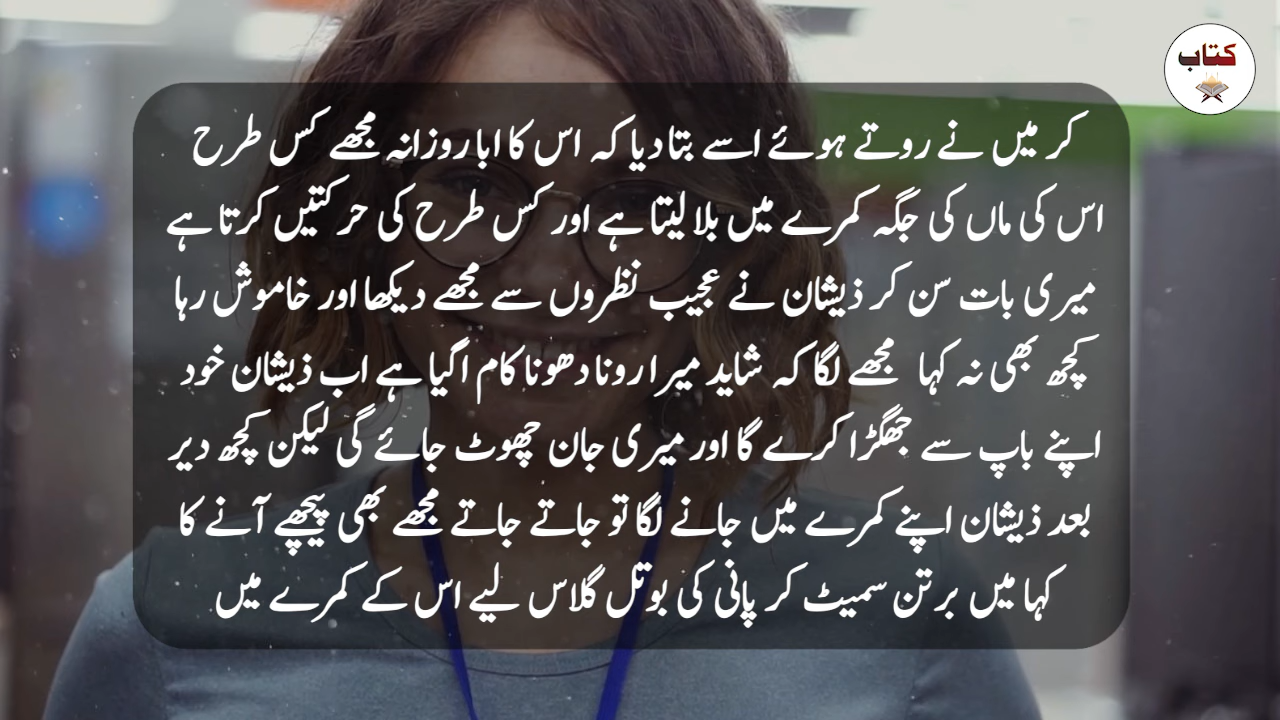 کتاب
کر میں نے روتے ہوئے اسے بتا دیا کہ اس کا ابا روزانہ مجھے کس طرح
اس کی ماں کی جگہ کمرے میں بلا لیتا ہے اور کس طرح کی حرکتیں کرتا ہے
میری بات سن کر ذیشان نے عجیب نظروں سے مجھے دیکھا اور خاموش رہا
کچھ بھی نہ کہا مجھے لگا کہ شاید میرا رونا دھونا کام اگیا ہے اب ذیشان خود
اپنے باپ سے جھگڑا کرے گا اور میری جان چھوٹ جائے گی لیکن کچھ دیر
بعد ذیشان اپنے کمرے میں جانے لگا تو جاتے جاتے مجھے بھی پیچھے آنے کا
کہا میں برتن سمیٹ کر پانی کی بوتل گلاس لیے اس کے کمرے میں